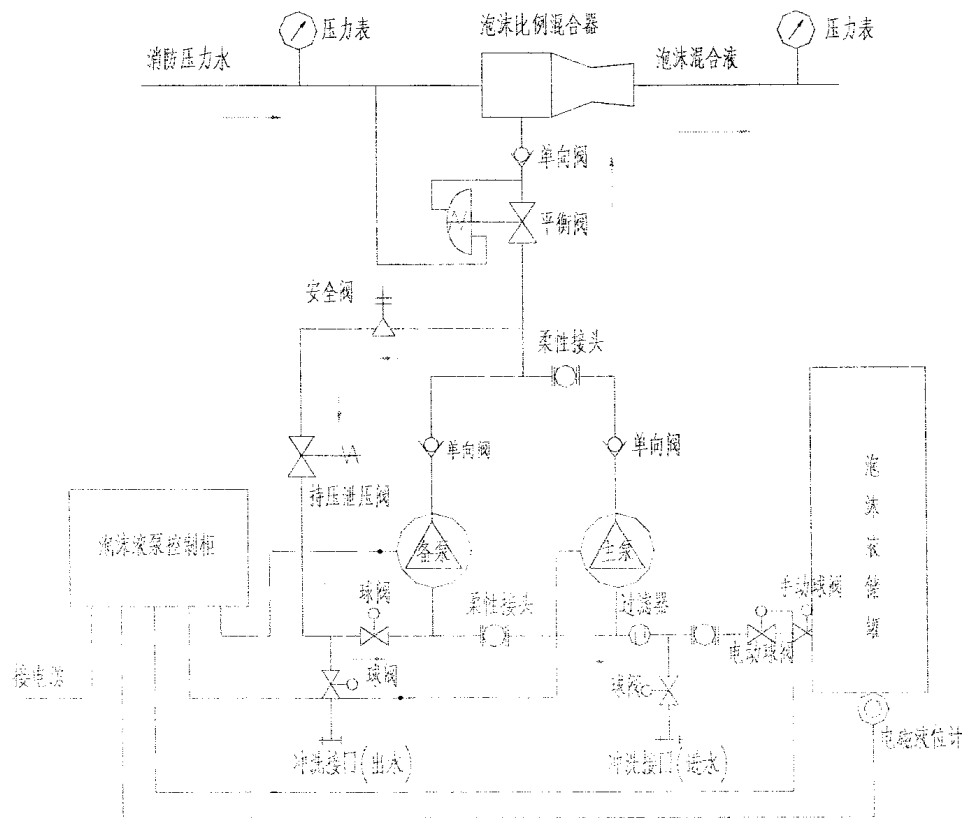 压力表
泡沫比例混合器
压力表
消防压力水
泡沫混合液
单向阀
平衡阀
安全阀
柔性接头
单向阀
单向阀
持压泄压阀
泡沫液储罐
泡沫液泵控制柜
备泵
主泵
球阀
柔性接头
过滤器
手动球阀
电动球阀
球阀
球阀
接电源
冲洗接口(出水)
冲洗接口(进水)
电磁液位计